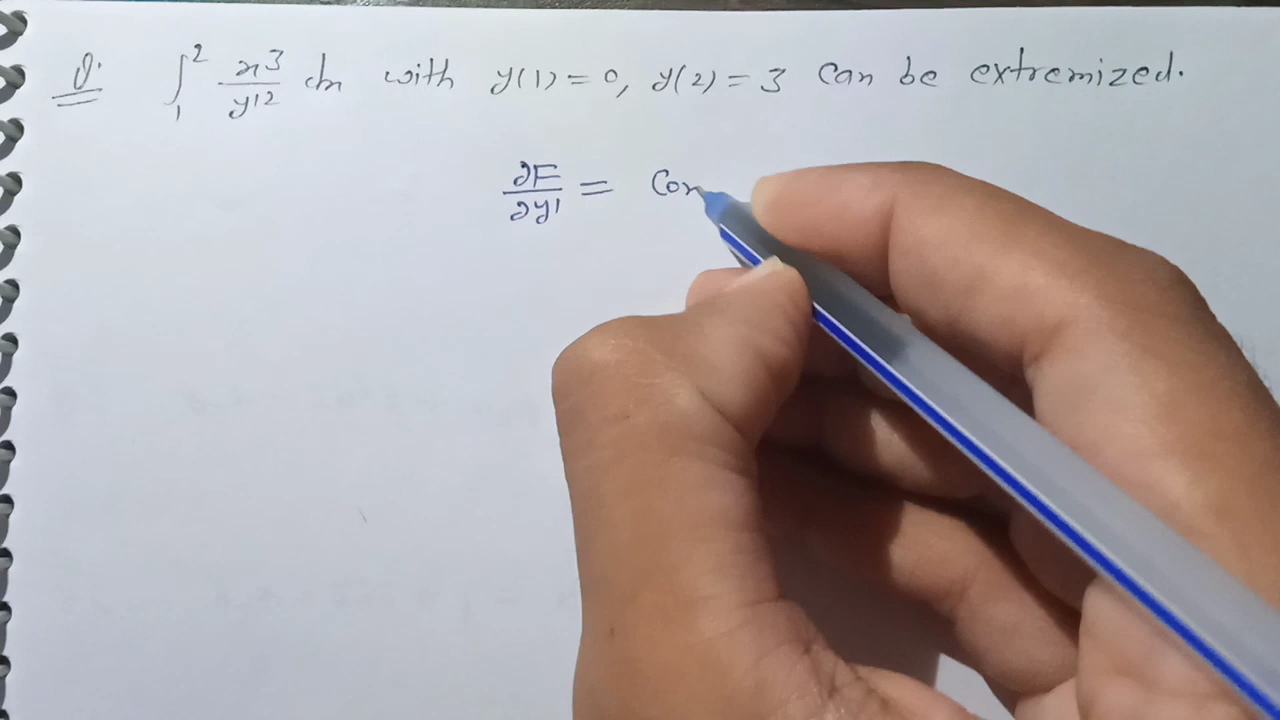 Q. ∫₁² x³/y'² dx with y(1) = 0, y(2) = 3 can be extremized.
∂F/∂y' = Con